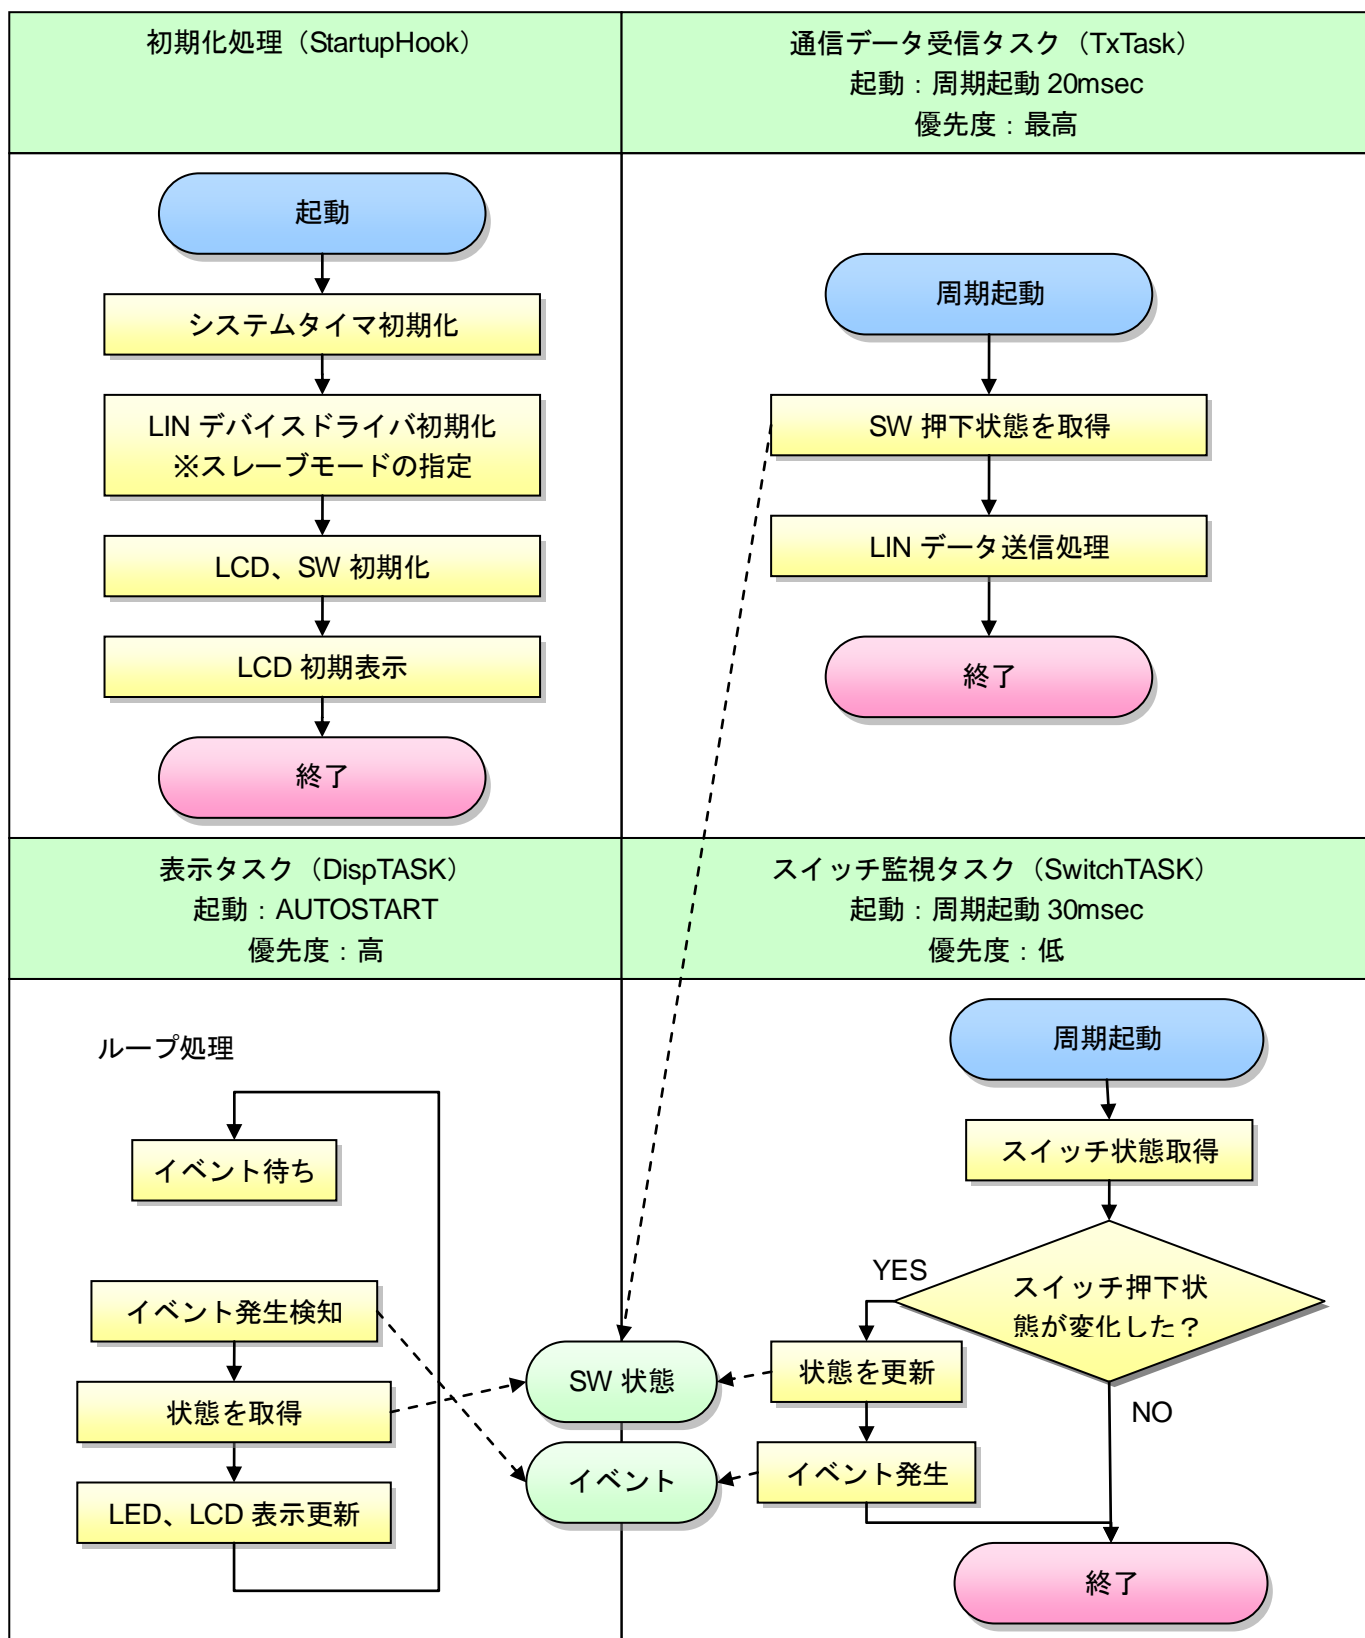 初期化処理（StartupHook）
通信データ受信タスク（TxTask）
起動：周期起動 20msec
優先度：最高
起動
システムタイマ初期化
LIN デバイスドライバ初期化
※スレーブモードの指定
LCD、SW 初期化
LCD 初期表示
終了
周期起動
SW 押下状態を取得
LIN データ送信処理
終了
表示タスク（DispTASK）
起動：AUTOSTART
優先度：高
スイッチ監視タスク（SwitchTASK）
起動：周期起動 30msec
優先度：低
ループ処理
イベント待ち
イベント発生検知
状態を取得
LED、LCD 表示更新
SW 状態
イベント
周期起動
スイッチ状態取得
スイッチ押下状
態が変化した？
YES
NO
状態を更新
イベント発生
終了